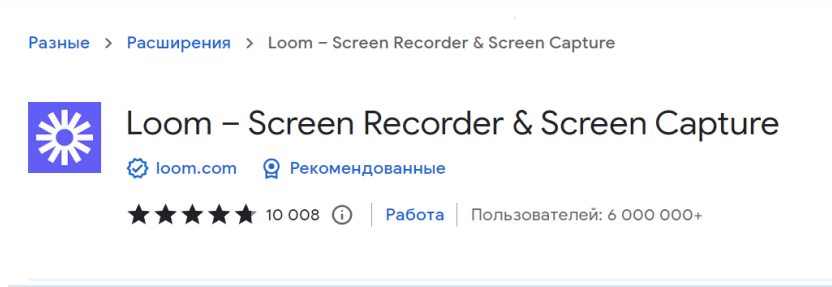 Разные > Расширения > Loom – Screen Recorder & Screen Capture
Loom – Screen Recorder & Screen Capture
loom.com Рекомендованные
10 008 Работа Пользователей: 6 000 000+